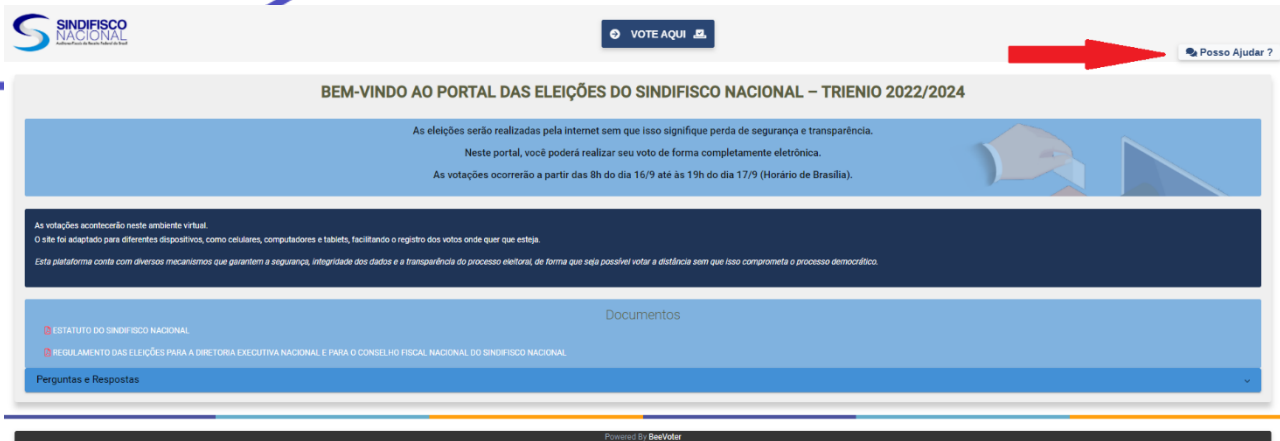 SINDIFISCO
NACIONAL
Auditores-Fiscais da Receita Federal do Brasil
VOTE AQUI
Posso Ajudar ?
BEM-VINDO AO PORTAL DAS ELEIÇÕES DO SINDIFISCO NACIONAL – TRIENIO 2022/2024
As eleições serão realizadas pela internet sem que isso signifique perda de segurança e transparência.
Neste portal, você poderá realizar seu voto de forma completamente eletrônica.
As votações ocorrerão a partir das 8h do dia 16/9 até às 19h do dia 17/9 (Horário de Brasília).
As votações acontecerão neste ambiente virtual.
O site foi adaptado para diferentes dispositivos, como celulares, computadores e tablets, facilitando o registro dos votos onde quer que esteja.
Esta plataforma conta com diversos mecanismos que garantem a segurança, integridade dos dados e a transparência do processo eleitoral, de forma que seja possível votar a distância sem que isso comprometa o processo democrático.
Documentos
ESTATUTO DO SINDIFISCO NACIONAL
REGULAMENTO DAS ELEIÇÕES PARA A DIRETORIA EXECUTIVA NACIONAL E PARA O CONSELHO FISCAL NACIONAL DO SINDIFISCO NACIONAL
Perguntas e Respostas
Powered By BeeVoter